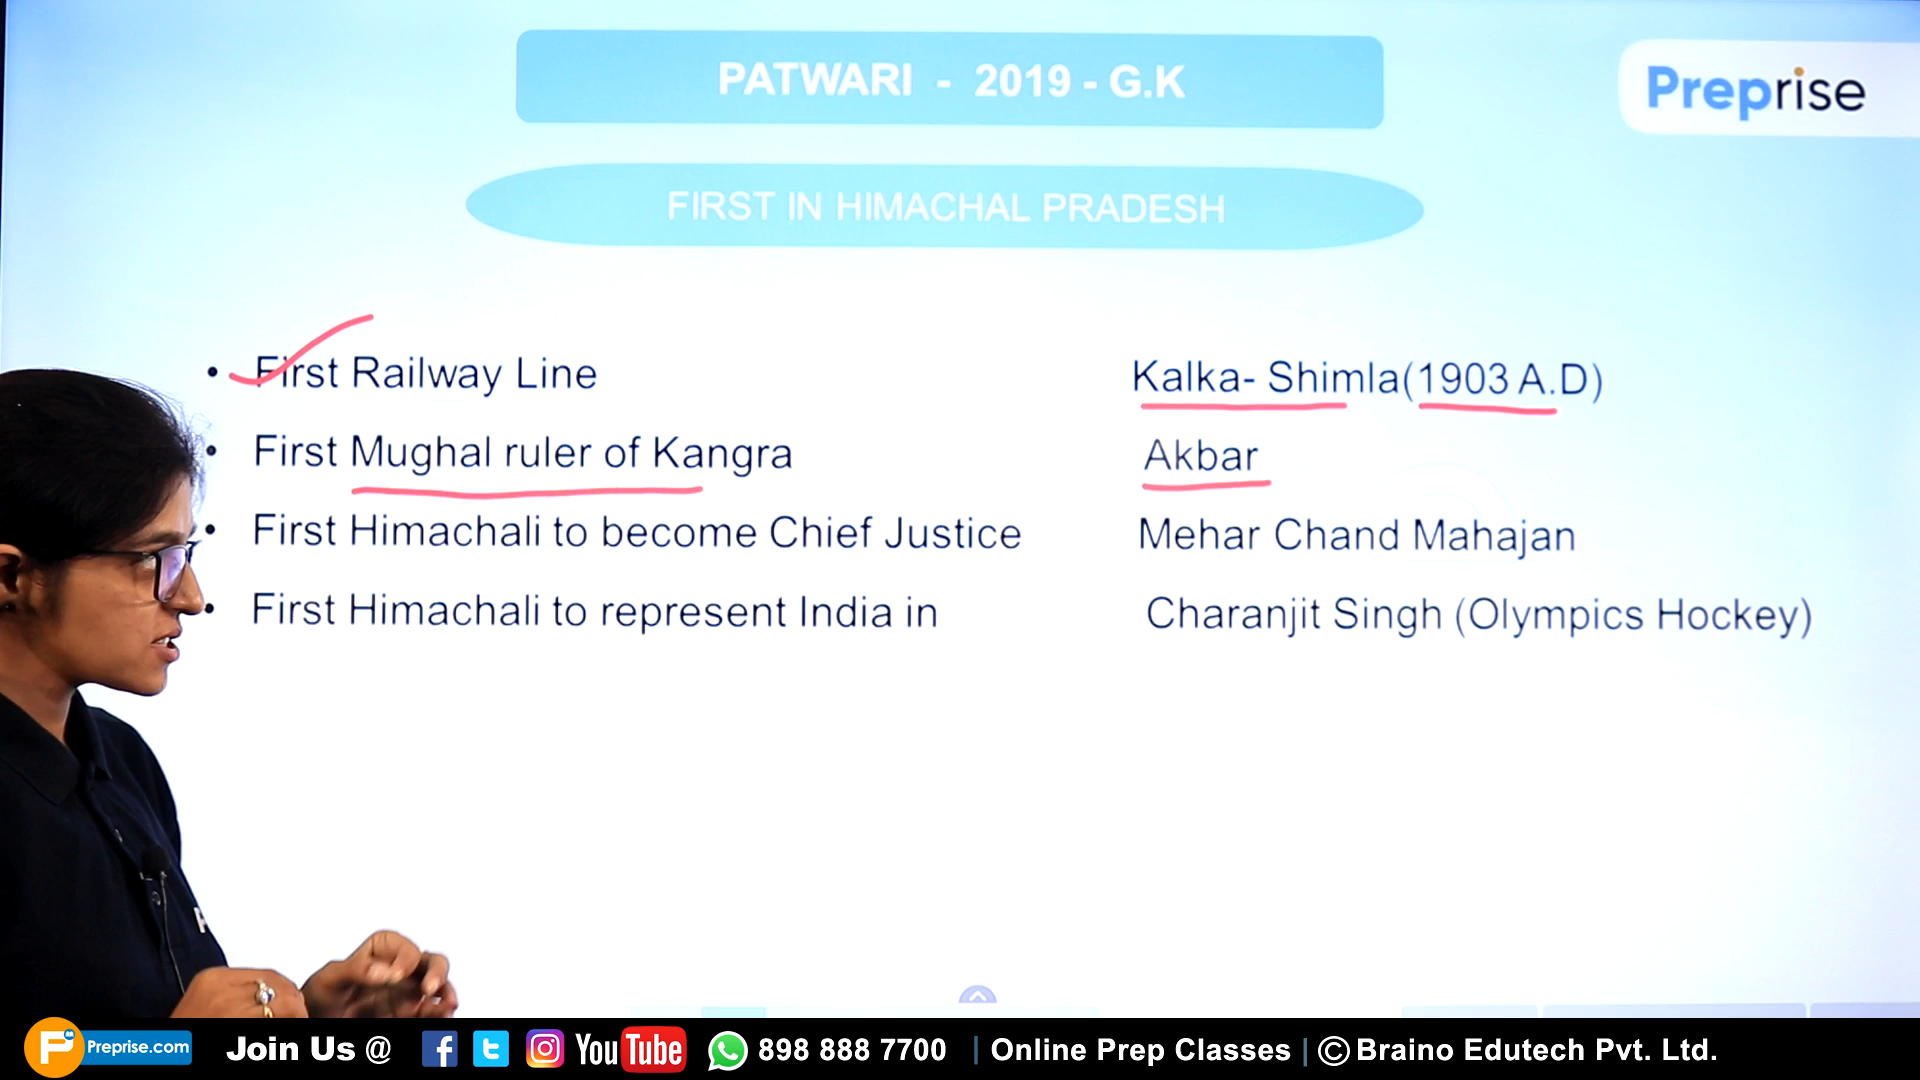 PATWARI - 2019 - G.K
Preprise
FIRST IN HIMACHAL PRADESH
• First Railway Line Kalka- Shimla(1903 A.D)
• First Mughal ruler of Kangra Akbar
• First Himachali to become Chief Justice Mehar Chand Mahajan
• First Himachali to represent India in Charanjit Singh (Olympics Hockey)
Preprise.com Join Us @ YouTube 898 888 7700 | Online Prep Classes | © Braino Edutech Pvt. Ltd.